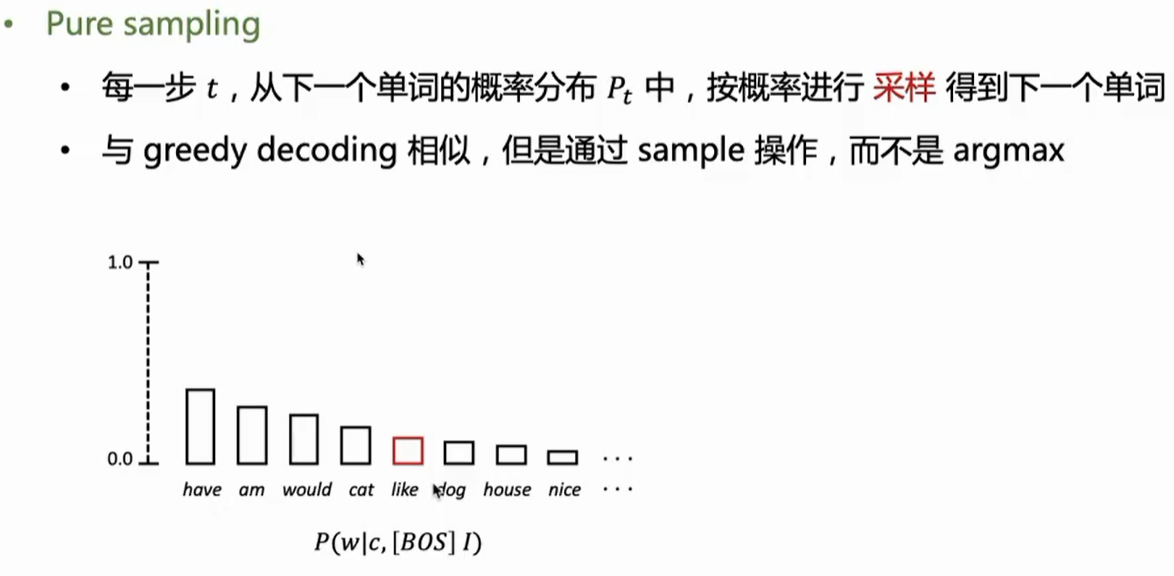 • Pure sampling
• 每一步 t，从下一个单词的概率分布 Pₜ 中，按概率进行 采样 得到下一个单词
• 与 greedy decoding 相似，但是通过 sample 操作，而不是 argmax
1.0
0.0
...
have am would cat like dog house nice ...
P(w|c, [BOS] I)